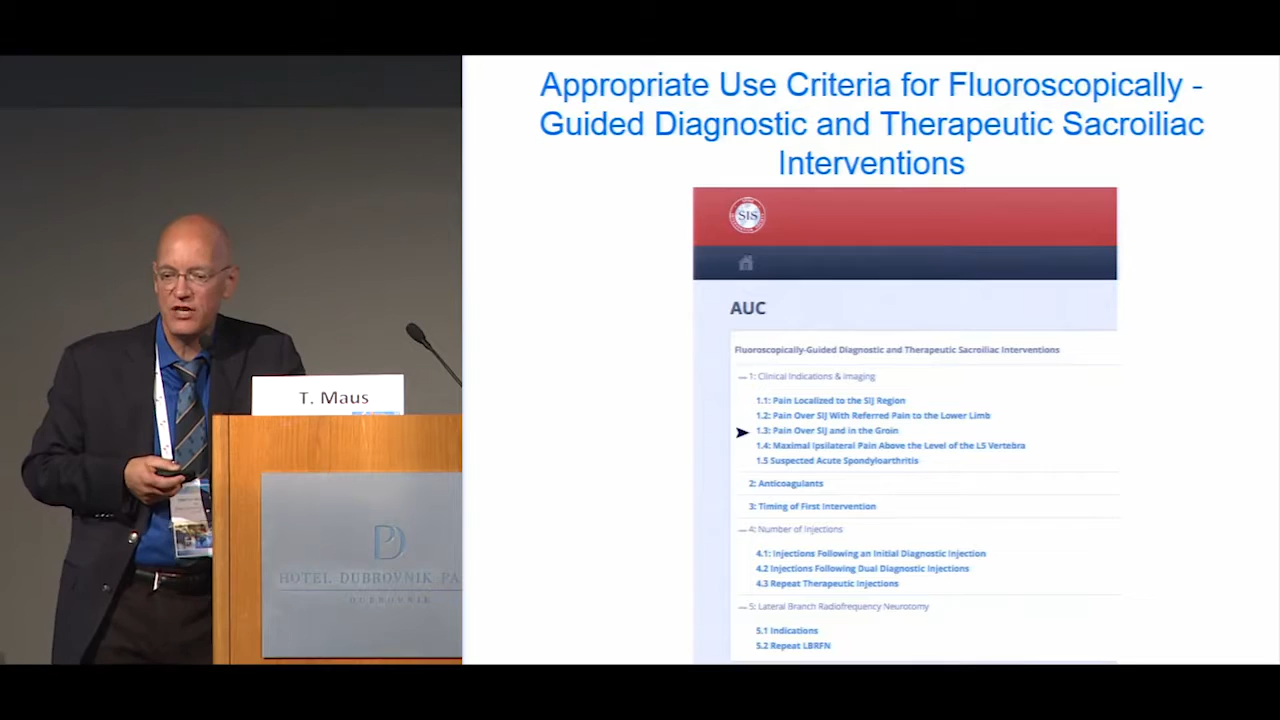 Appropriate Use Criteria for Fluoroscopically -
Guided Diagnostic and Therapeutic Sacroiliac
Interventions
SIS
AUC
Fluoroscopically-Guided Diagnostic and Therapeutic Sacroiliac Interventions
1: Clinical Indications & Imaging
1.1: Pain Localized to the SIJ Region
1.2: Pain Over SIJ With Referred Pain to the Lower Limb
1.3: Pain Over SIJ and in the Groin
1.4: Maximal Ipsilateral Pain Above the Level of the L5 Vertebra
1.5 Suspected Acute Spondyloarthritis
2: Anticoagulants
3: Timing of First Intervention
4: Number of Injections
4.1: Injections Following an Initial Diagnostic Injection
4.2 Injections Following Dual Diagnostic Injections
4.3 Repeat Therapeutic Injections
5: Lateral Branch Radiofrequency Neurotomy
5.1 Indications
5.2 Repeat LBRFN
T. Maus
HOTEL DUBROVNIK PA
DUBROVNIK